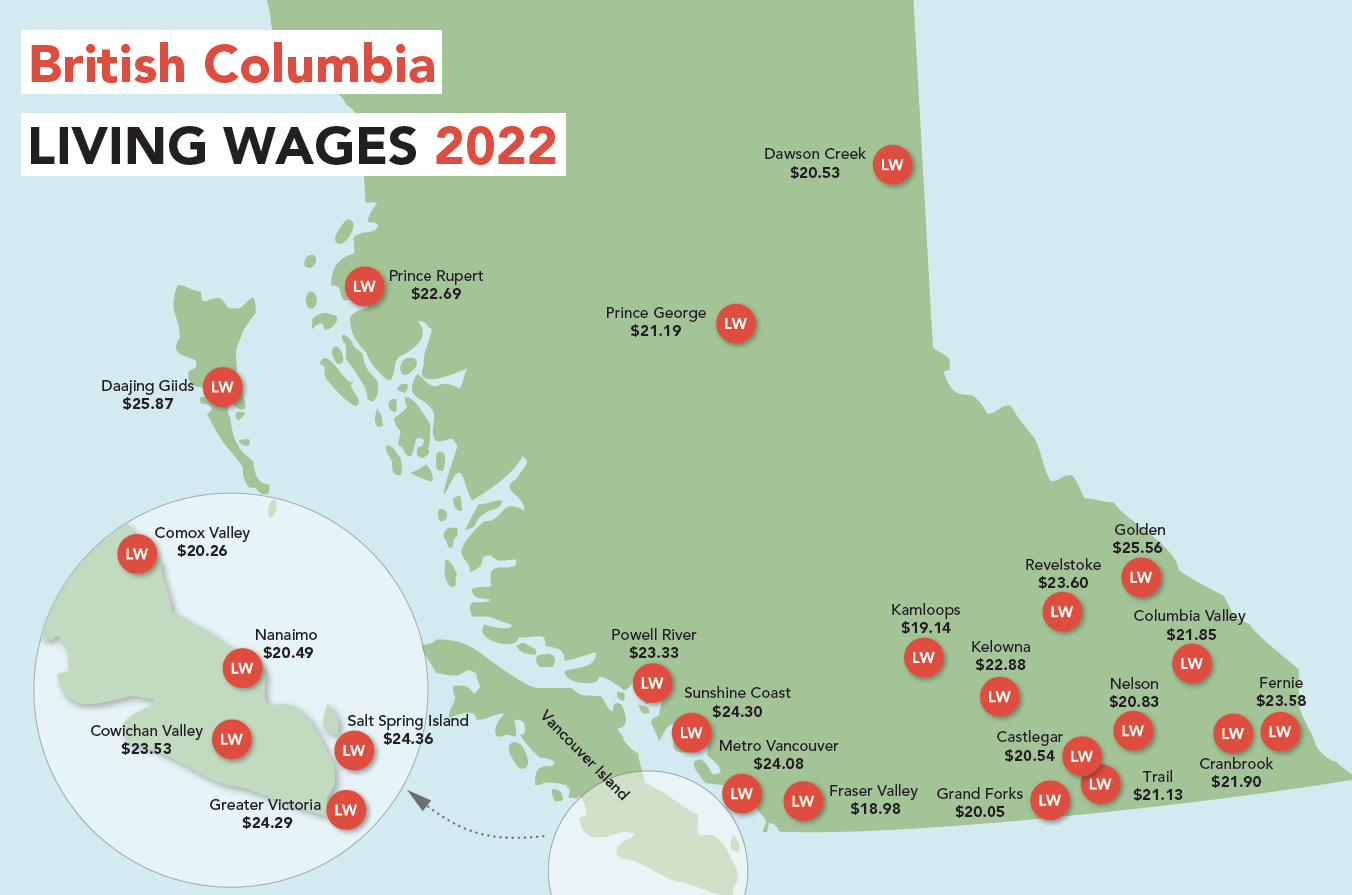 British Columbia
LIVING WAGES 2022
Dawson Creek
$20.53
LW
LW
Prince Rupert
$22.69
Prince George
$21.19
LW
Daajing Giids
$25.87
LW
Golden
$25.56
LW
Revelstoke
$23.60
LW
Kamloops
$19.14
LW
Columbia Valley
$21.85
LW
Kelowna
$22.88
LW
Powell River
$23.33
LW
Sunshine Coast
$24.30
LW
Nelson
$20.83
LW
Fernie
$23.58
LW
LW
Cranbrook
$21.90
Castlegar
$20.54
LW
LW
Trail
$21.13
Metro Vancouver
$24.08
LW
LW
Fraser Valley
$18.98
Grand Forks
$20.05
LW
Vancouver Island
LW
Comox Valley
$20.26
Nanaimo
$20.49
LW
Cowichan Valley
$23.53
LW
Salt Spring Island
$24.36
LW
Greater Victoria
$24.29
LW